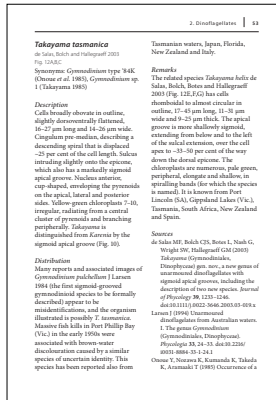 2. Dinoflagellates | 53
Takayama tasmanica
de Salas, Bolch and Hallegraeff 2003
Fig. 12A,B,C
Synonyms: Gymnodinium type '84K
(Onoue et al. 1985), Gymnodinium sp.
1 (Takayama 1985)
Description
Cells broadly obovate in outline,
slightly dorsoventrally flattened,
16–27 μm long and 14–26 μm wide.
Cingulum pre-median, describing a
descending spiral that is displaced
~25 per cent of the cell length. Sulcus
intruding slightly onto the epicone,
which also has a markedly sigmoid
apical groove. Nucleus anterior,
cup-shaped, enveloping the pyrenoids
on the apical, lateral and posterior
sides. Yellow-green chloroplasts 7–10,
irregular, radiating from a central
cluster of pyrenoids and branching
peripherally. Takayama is
distinguished from Karenia by the
sigmoid apical groove (Fig. 10).
Distribution
Many reports and associated images of
Gymnodinium pulchellum J Larsen
1984 (the first sigmoid-grooved
gymnodinioid species to be formally
described) appear to be
misidentifications, and the organism
illustrated is possibly T. tasmanica.
Massive fish kills in Port Phillip Bay
(Vic.) in the early 1950s were
associated with brown-water
discolouration caused by a similar
species of uncertain identity. This
species has been reported also from
Tasmanian waters, Japan, Florida,
New Zealand and Italy.
Remarks
The related species Takayama helix de
Salas, Bolch, Botes and Hallegraeff
2003 (Fig. 12E,F,G) has cells
rhomboidal to almost circular in
outline, 17–45 μm long, 11–31 μm
wide and 9–25 μm thick. The apical
groove is more shallowly sigmoid,
extending from below and to the left
of the sulcal extension, over the cell
apex to ~33–50 per cent of the way
down the dorsal epicone. The
chloroplasts are numerous, pale green,
peripheral, elongate and shallow, in
spiralling bands (for which the species
is named). It is known from Port
Lincoln (SA), Gippsland Lakes (Vic.),
Tasmania, South Africa, New Zealand
and Spain.
Sources
de Salas MF, Bolch CJS, Botes L, Nash G,
Wright SW, Hallegraeff GM (2003)
Takayama (Gymnodiniales,
Dinophyceae) gen. nov., a new genus of
unarmoured dinoflagellates with
sigmoid apical grooves, including the
description of two new species. Journal
of Phycology 39, 1233–1246.
doi:10.1111/j.0022-3646.2003.03-019.x
Larsen J (1994) Unarmoured
dinoflagellates from Australian waters.
I. The genus Gymnodinium
(Gymnodiniales, Dinophyceae).
Phycologia 33, 24–33. doi:10.2216/
i0031-8884-33-1-24.1
Onoue Y, Nozawa K, Kumanda K, Takeda
K, Aramaaki T (1985) Occurrence of a